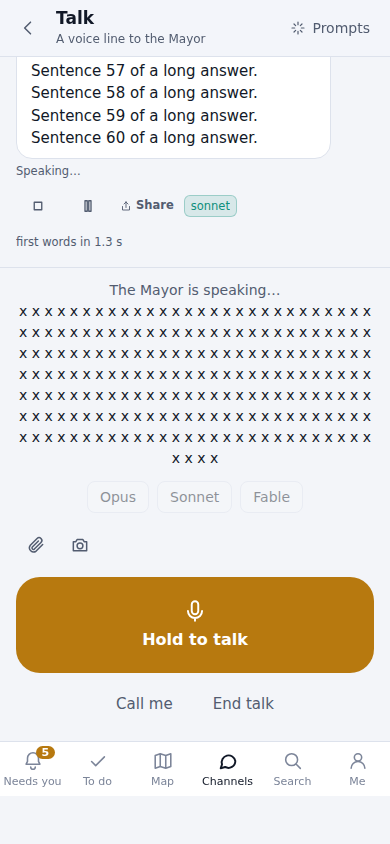 Talk
A voice line to the Mayor
Prompts
Sentence 57 of a long answer.
Sentence 58 of a long answer.
Sentence 59 of a long answer.
Sentence 60 of a long answer.
Speaking…
Share
sonnet
first words in 1.3 s
The Mayor is speaking…
x x x x x x x x x x x x x x x x x x x x x x x x x x x x
x x x x x x x x x x x x x x x x x x x x x x x x x x x x
x x x x x x x x x x x x x x x x x x x x x x x x x x x x
x x x x x x x x x x x x x x x x x x x x x x x x x x x x
x x x x x x x x x x x x x x x x x x x x x x x x x x x x
x x x x x x x x x x x x x x x x x x x x x x x x x x x x
x x x x x x x x x x x x x x x x x x x x x x x x x x x x
x x x x
Opus
Sonnet
Fable
Hold to talk
Call me
End talk
5
Needs you
To do
Map
Channels
Search
Me